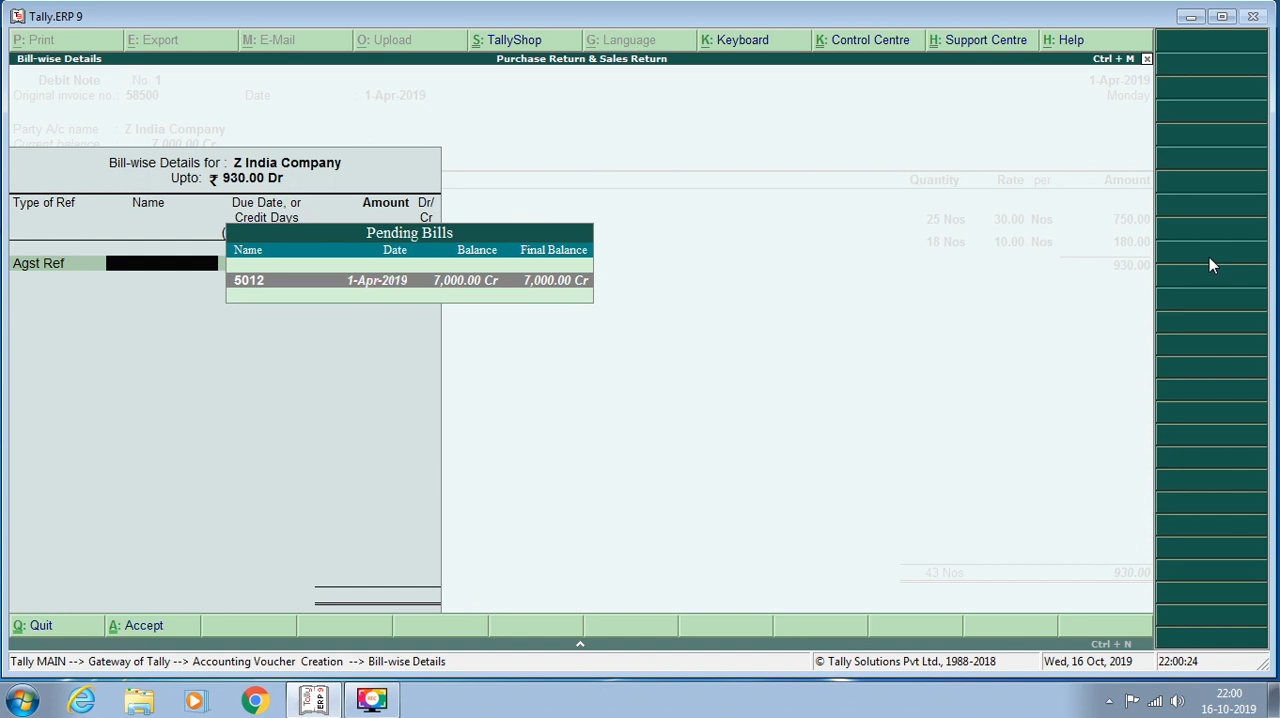 Tally.ERP 9
P: Print E: Export M: E-Mail O: Upload S: TallyShop G: Language K: Keyboard K: Control Centre H: Support Centre H: Help
Bill-wise Details Purchase Return & Sales Return Ctrl + M
Debit Note No. 1 1-Apr-2019
Original invoice no.: 58500 Date : 1-Apr-2019 Monday
Party A/c name : Z India Company
Current balance : 7,000.00 Cr
Bill-wise Details for : Z India Company
Upto: ₹ 930.00 Dr
Quantity Rate per Amount
Type of Ref Name Due Date, or Amount Dr/
Credit Days Cr
25 Nos 30.00 Nos 750.00
(
Pending Bills
18 Nos 10.00 Nos 180.00
Name Date Balance Final Balance
Agst Ref
930.00
5012 1-Apr-2019 7,000.00 Cr 7,000.00 Cr
43 Nos 930.00
Q: Quit A: Accept
Ctrl + N
Tally MAIN --> Gateway of Tally --> Accounting Voucher Creation --> Bill-wise Details © Tally Solutions Pvt Ltd., 1988-2018 Wed, 16 Oct, 2019 22:00:24
Tally ERP 9
REC
22:00
16-10-2019